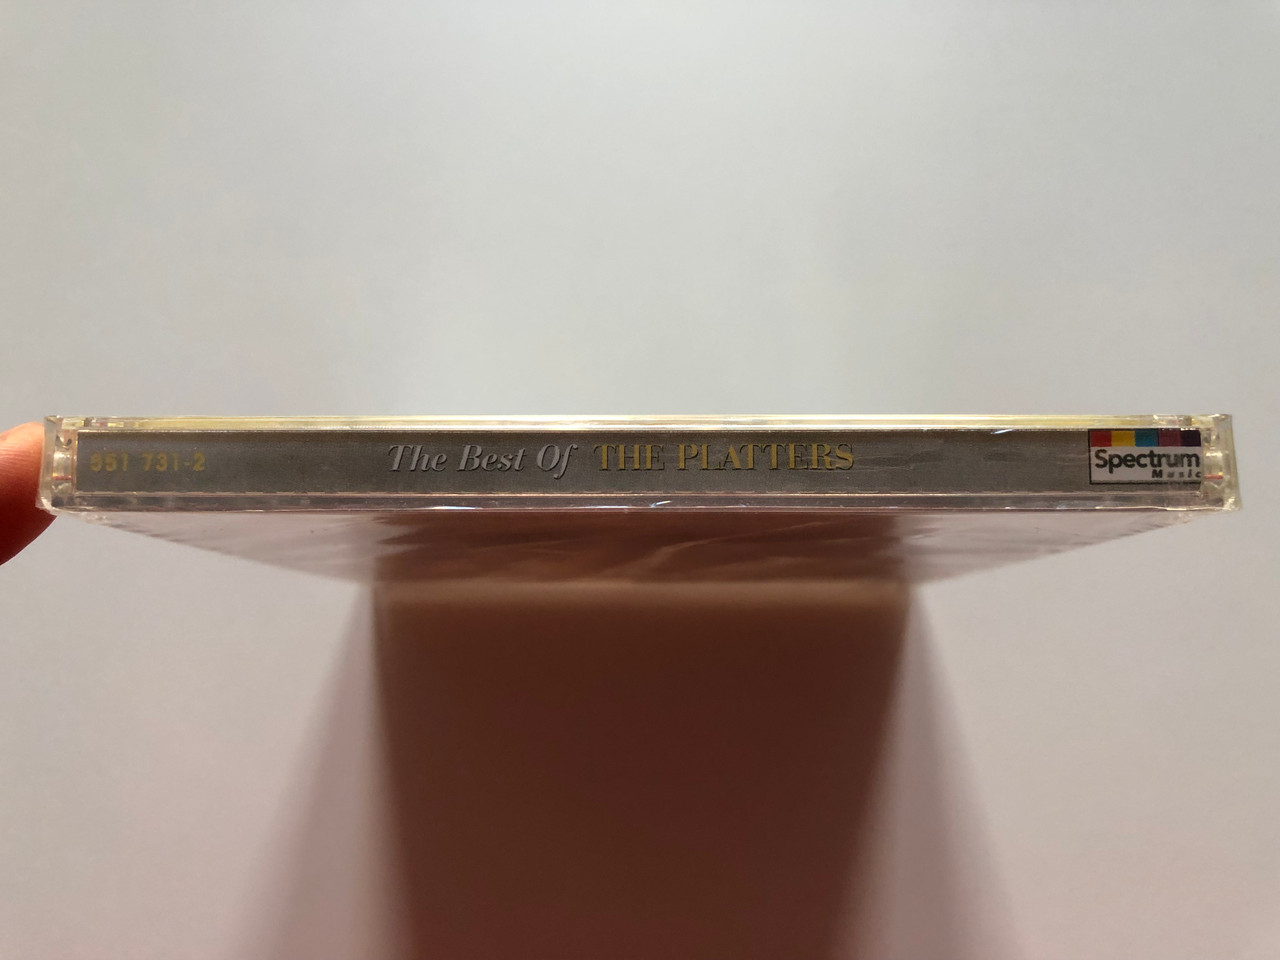 551 731-2
The Best Of THE PLATTERS
Spectrum
Music